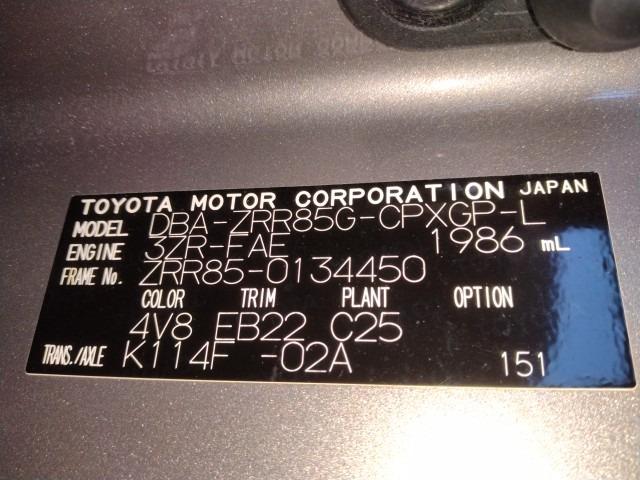 TOYOTA MOTOR CORPORATION JAPAN
MODEL DBA-ZRR85G-CPXGP-L
ENGINE 3ZR-FAE 1986 mL
FRAME No. ZRR85-0134450
COLOR TRIM PLANT OPTION
4V8 EB22 C25
TRANS./AXLE K114F -02A 151